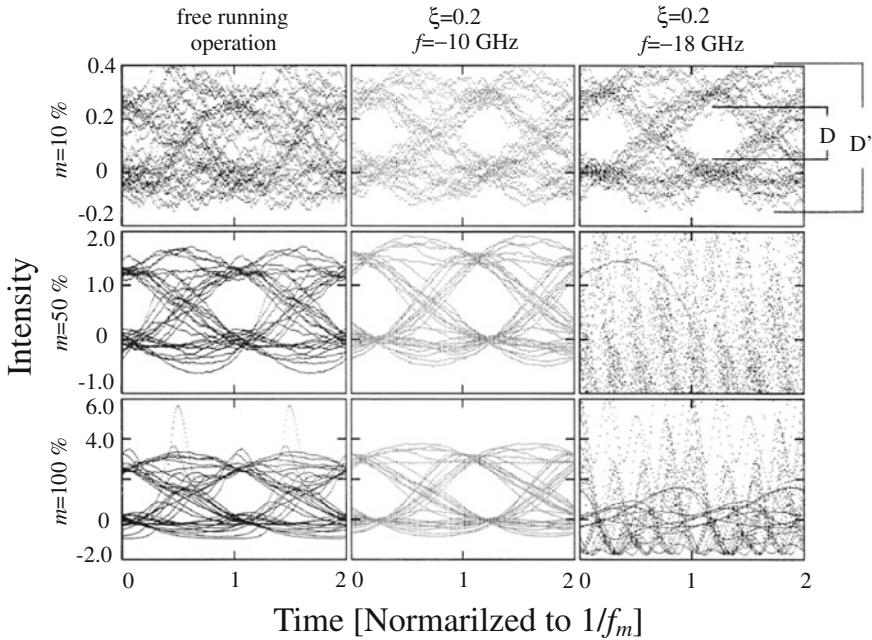 free running operation
ξ=0.2
f=−10 GHz
ξ=0.2
f=−18 GHz
Intensity
m=10 %
0.4
0.2
0
-0.2
D
D'
m=50 %
2.0
1.0
0
-1.0
m=100 %
6.0
4.0
0
-2.0
0
1
2
0
1
2
0
1
2
Time [Normarilzed to 1/fm]